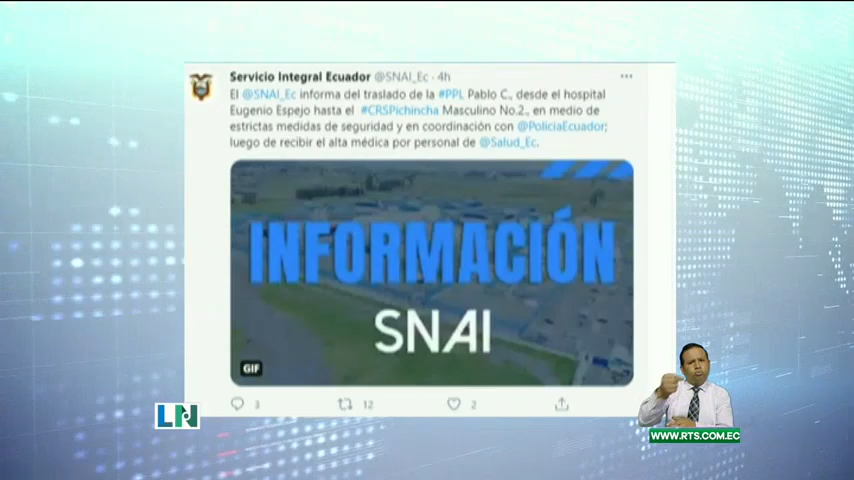 Servicio Integral Ecuador @SNAI_Ec · 4h
El @SNAI_Ec informa del traslado de la #PPL Pablo C., desde el hospital
Eugenio Espejo hasta el #CRSPichincha Masculino No.2., en medio de
estrictas medidas de seguridad y en coordinación con @PoliciaEcuador;
luego de recibir el alta médica por personal de @Salud_Ec.
INFORMACIÓN
SNAI
GIF
3 12 2
LN
WWW.RTS.COM.EC